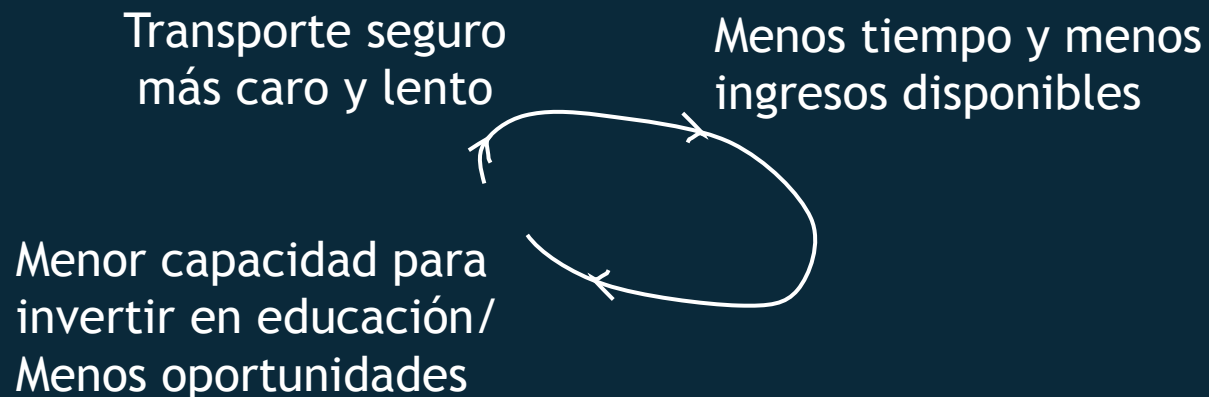 Transporte seguro
más caro y lento
Menos tiempo y menos
ingresos disponibles
Menor capacidad para
invertir en educación/
Menos oportunidades